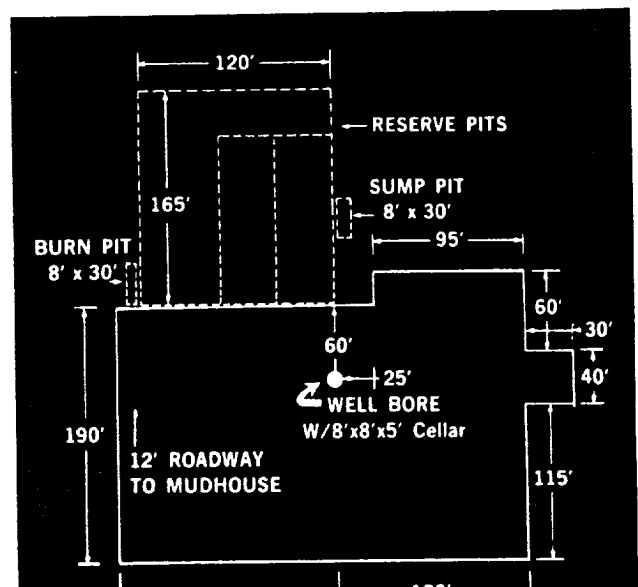 120'
RESERVE PITS
165'
SUMP PIT
8' x 30'
95'
BURN PIT
8' x 30'
60'
30'
60'
25'
40'
WELL BORE
W/8'x8'x5' Cellar
190'
12' ROADWAY
TO MUDHOUSE
115'